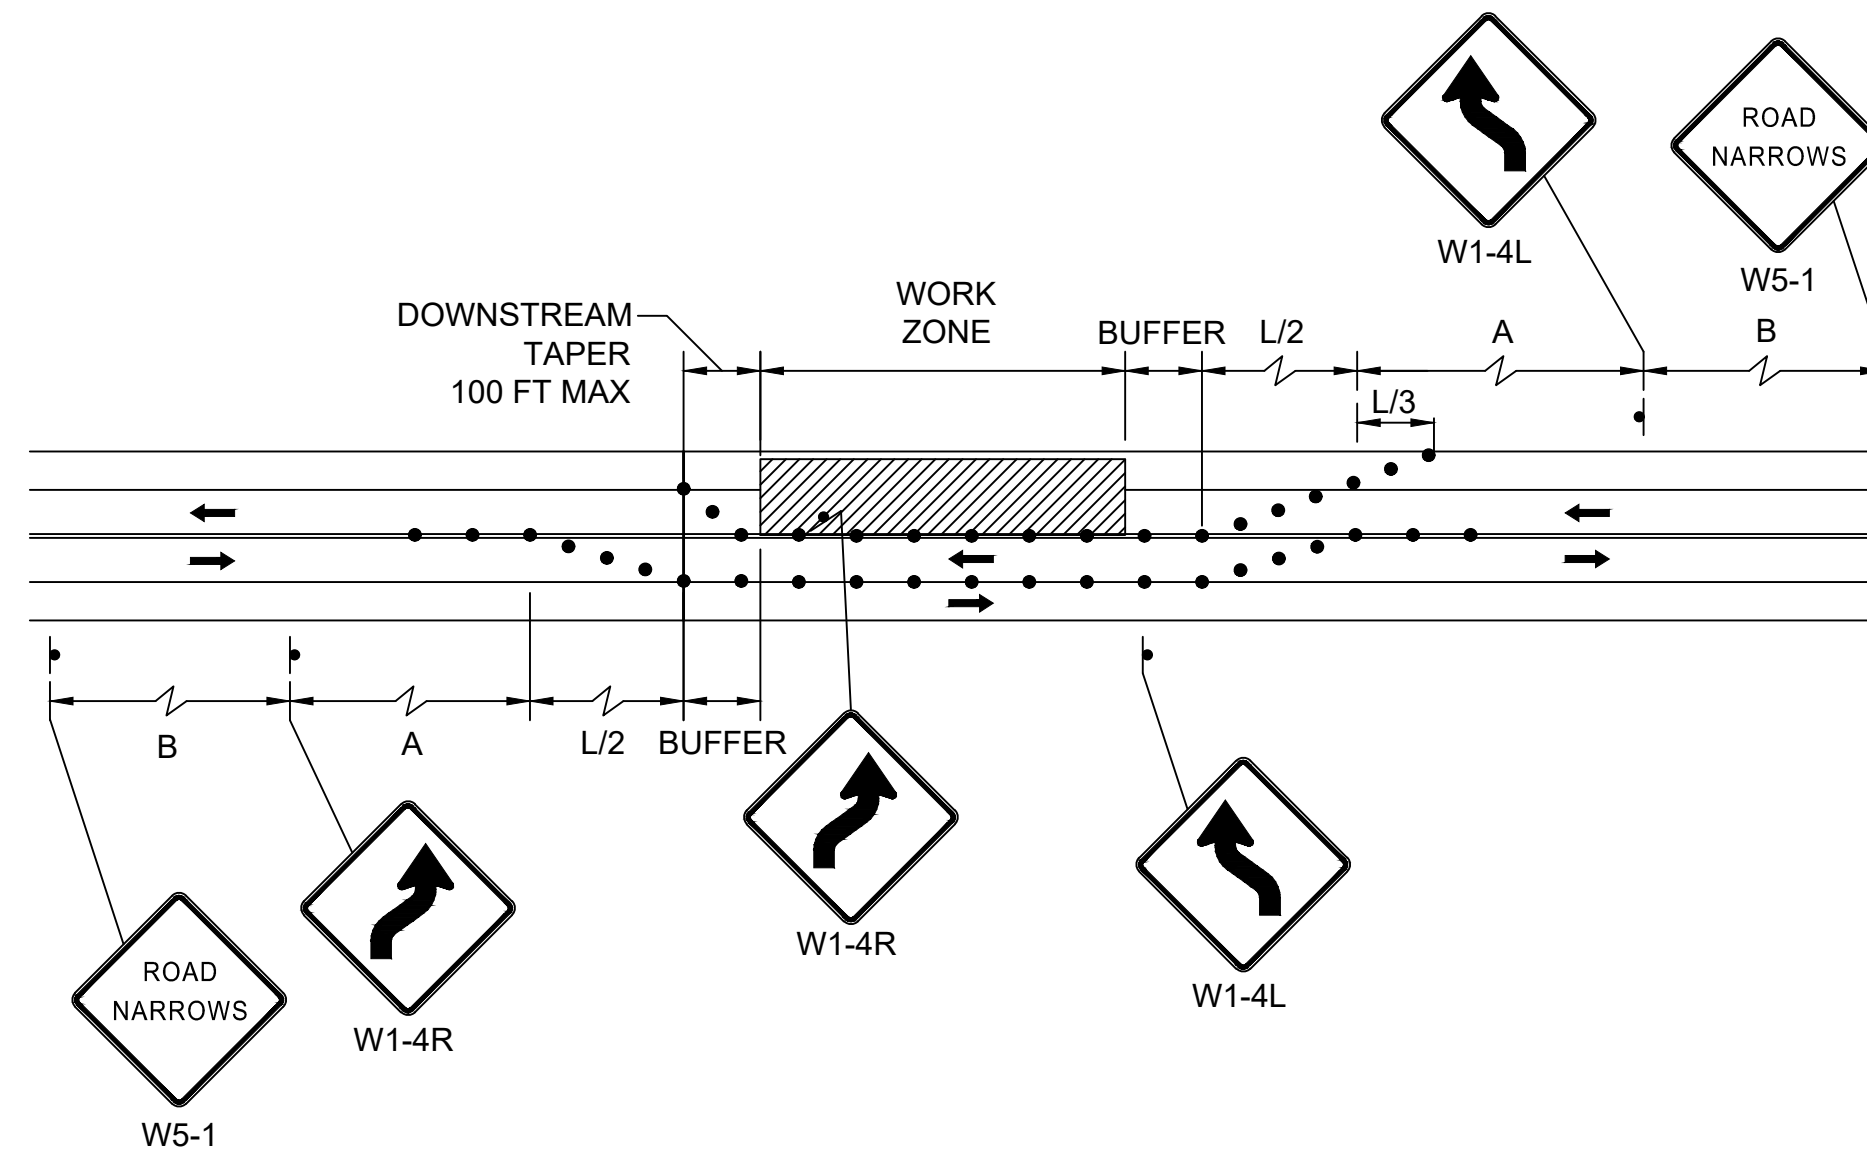 ROAD
NARROWS
W1-4L
W5-1
DOWNSTREAM
TAPER
100 FT MAX
WORK
ZONE
BUFFER
L/2
A
B
L/3
B
A
L/2
BUFFER
W1-4R
W1-4L
W1-4R
ROAD
NARROWS
W5-1